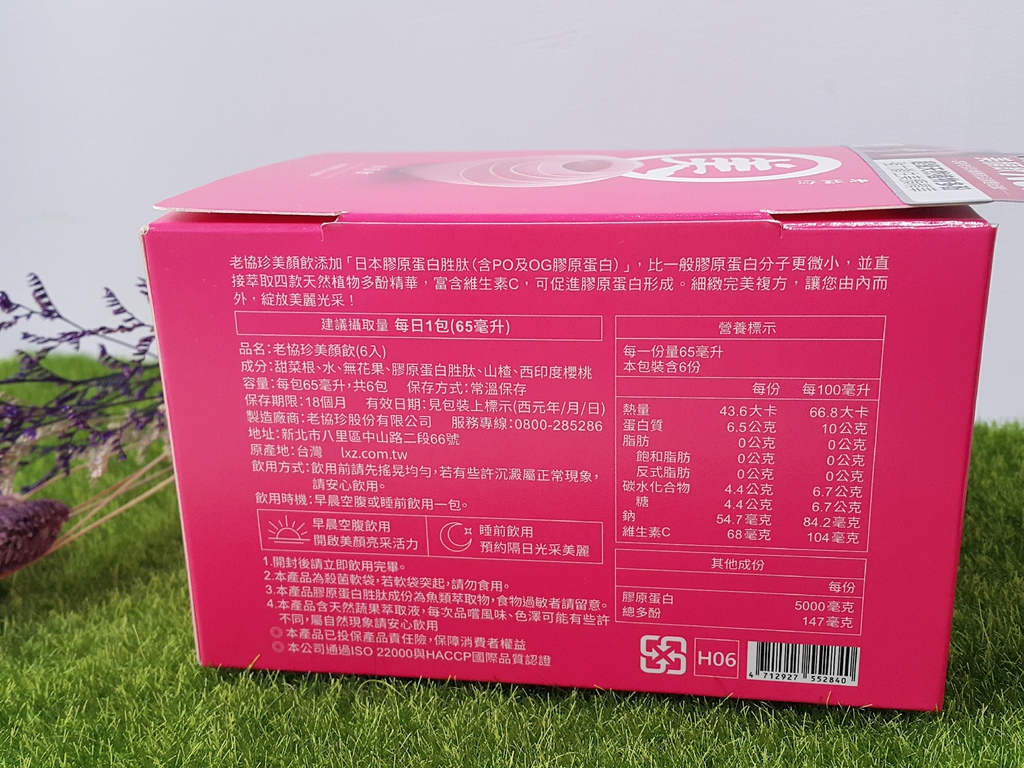 美
老協珍美顏飲添加「日本膠原蛋白胜肽(含PO及OG膠原蛋白)」，比一般膠原蛋白分子更微小，並直
接萃取四款天然植物多酚精華，富含維生素C，可促進膠原蛋白形成。細緻完美複方，讓您由內而
外，綻放美麗光采！
建議攝取量 每日1包(65毫升)
品名：老協珍美顏飲(6入)
成分：甜菜根、水、無花果、膠原蛋白胜肽、山楂、西印度櫻桃
容量：每包65毫升，共6包 保存方式：常溫保存
保存期限：18個月 有效日期：見包裝上標示(西元年/月/日)
製造廠商：老協珍股份有限公司 服務專線：0800-285286
地址：新北市八里區中山路二段66號
原產地：台灣 lxz.com.tw
飲用方式：飲用前請先搖晃均勻，若有些許沉澱屬正常現象，
請安心飲用。
飲用時機：早晨空腹或睡前飲用一包。
早晨空腹飲用
開啟美顏亮采活力
睡前飲用
預約隔日光采美麗
1.開封後請立即飲用完畢。
2.本產品為殺菌軟袋，若軟袋突起，請勿食用。
3.本產品膠原蛋白胜肽成份為魚類萃取物，食物過敏者請留意。
4.本產品含天然蔬果萃取液，每次品嚐風味、色澤可能有些許
不同，屬自然現象請安心飲用
◎本產品已投保產品責任險，保障消費者權益
◎本公司通過ISO 22000與HACCP國際品質認證
營養標示
每一份量65毫升
本包裝含6份
每份 每100毫升
熱量 43.6大卡 66.8大卡
蛋白質 6.5公克 10公克
脂肪 0公克 0公克
飽和脂肪 0公克 0公克
反式脂肪 0公克 0公克
碳水化合物 4.4公克 6.7公克
糖 4.4公克 6.7公克
鈉 54.7毫克 84.2毫克
維生素C 68毫克 104毫克
其他成份
每份
膠原蛋白 5000毫克
總多酚 147毫克
H06
4 712927 552840